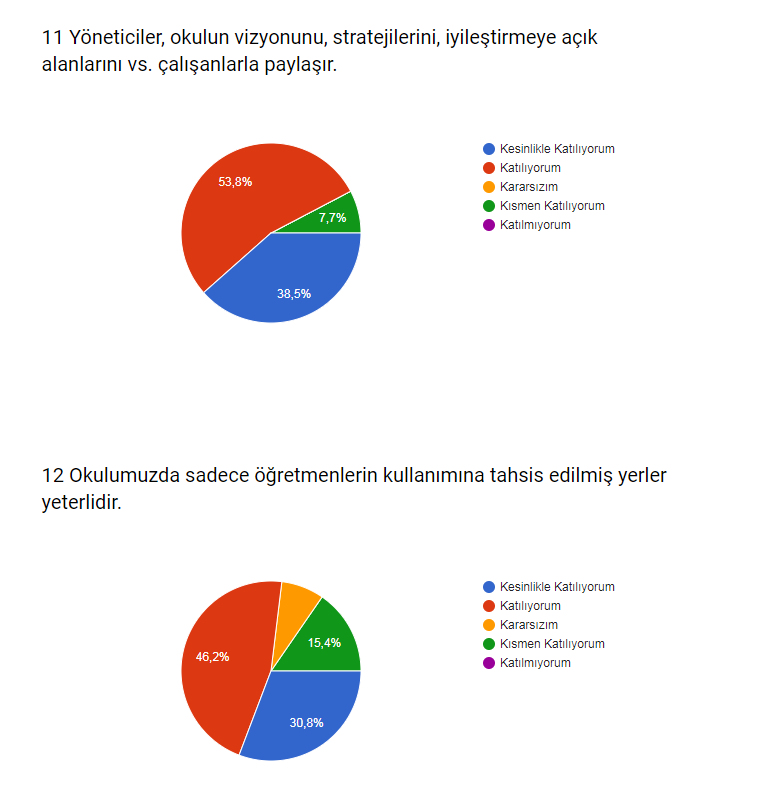 11 Yöneticiler, okulun vizyonunu, stratejilerini, iyileştirmeye açık
alanlarını vs. çalışanlarla paylaşır.
53,8%
7,7%
38,5%
Kesinlikle Katılıyorum
Katılıyorum
Kararsızım
Kısmen Katılıyorum
Katılmıyorum
12 Okulumuzda sadece öğretmenlerin kullanımına tahsis edilmiş yerler
yeterlidir.
46,2%
15,4%
30,8%
Kesinlikle Katılıyorum
Katılıyorum
Kararsızım
Kısmen Katılıyorum
Katılmıyorum